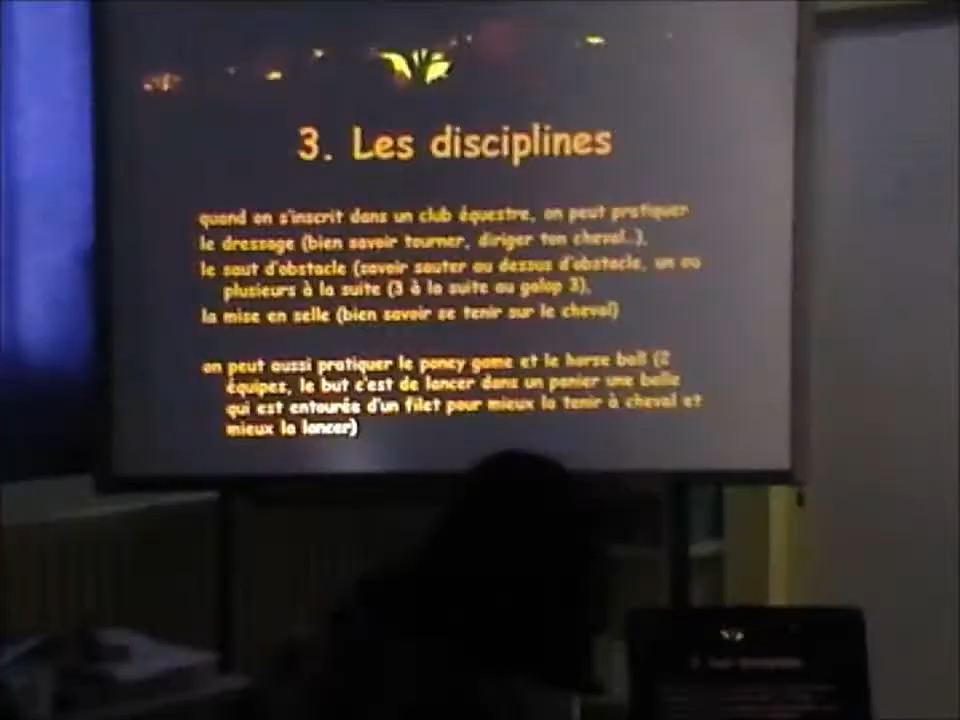 3. Les disciplines
quand on s'inscrit dans un club équestre, on peut pratiquer
le dressage (bien savoir tourner, diriger ton cheval..),
le saut d'obstacle (savoir sauter au dessus d'obstacle, un ou
plusieurs à la suite (3 à la suite au galop 3),
la mise en selle (bien savoir se tenir sur le cheval)
on peut aussi pratiquer le poney game et le horse ball (2
équipes, le but c'est de lancer dans un panier une balle
qui est entourée d'un filet pour mieux la tenir à cheval et
mieux la lancer)
3. Les disciplines